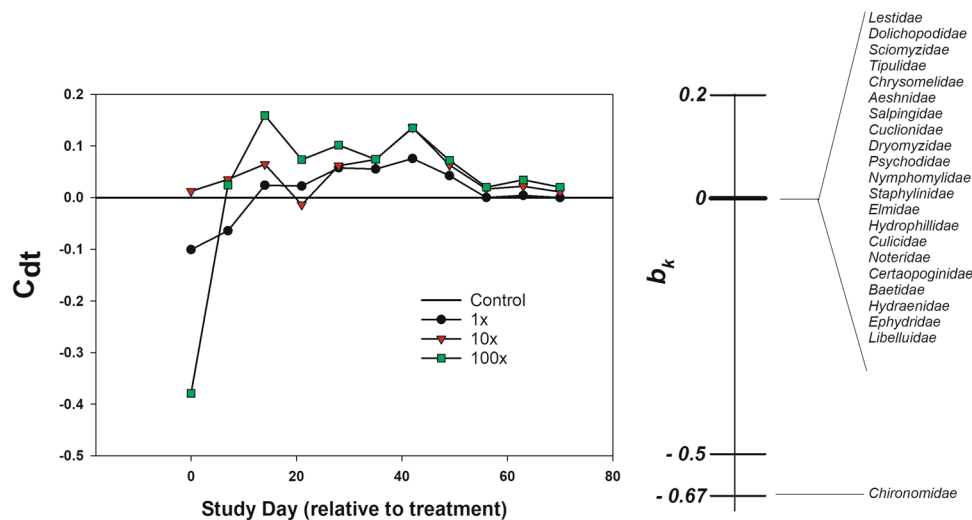 0.2
0.1
0.0
-0.1
-0.2
-0.3
-0.4
-0.5
Cdt
0
20
40
60
80
Study Day (relative to treatment)
Control
1x
10x
100x
bk
0.2
0
- 0.5
- 0.67
Lestidae
Dolichopodidae
Sciomyzidae
Tipulidae
Chrysomelidae
Aeshnidae
Salpingidae
Cuclionidae
Dryomyzidae
Psychodidae
Nymphomylidae
Staphylinidae
Elmidae
Hydrophillidae
Culicidae
Noteridae
Certaopoginidae
Baetidae
Hydraenidae
Ephydridae
Libelluidae
Chironomidae